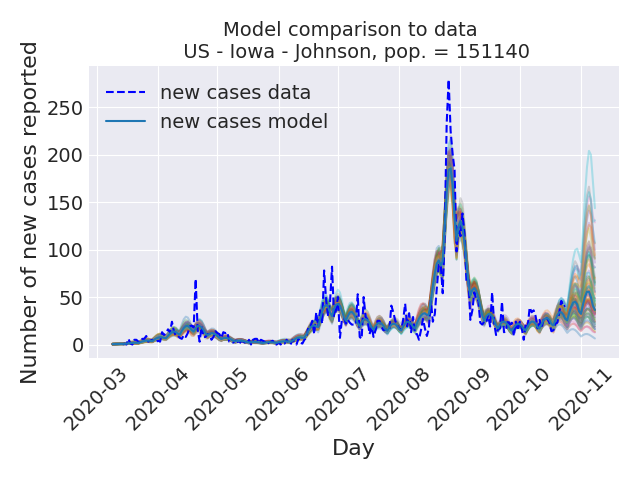 Model comparison to data
US - Iowa - Johnson, pop. = 151140
Number of new cases reported
new cases data
new cases model
250
200
150
100
50
0
2020-03
2020-04
2020-05
2020-06
2020-07
2020-08
2020-09
2020-10
2020-11
Day